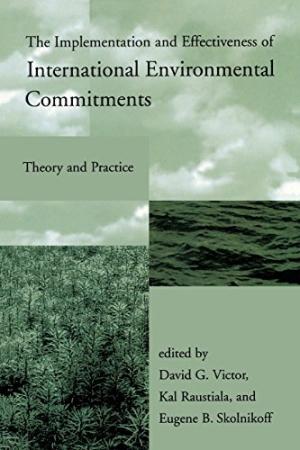 The Implementation and Effectiveness of
International Environmental
Commitments
Theory and Practice
edited by
David G. Victor,
Kal Raustiala, and
Eugene B. Skolnikoff